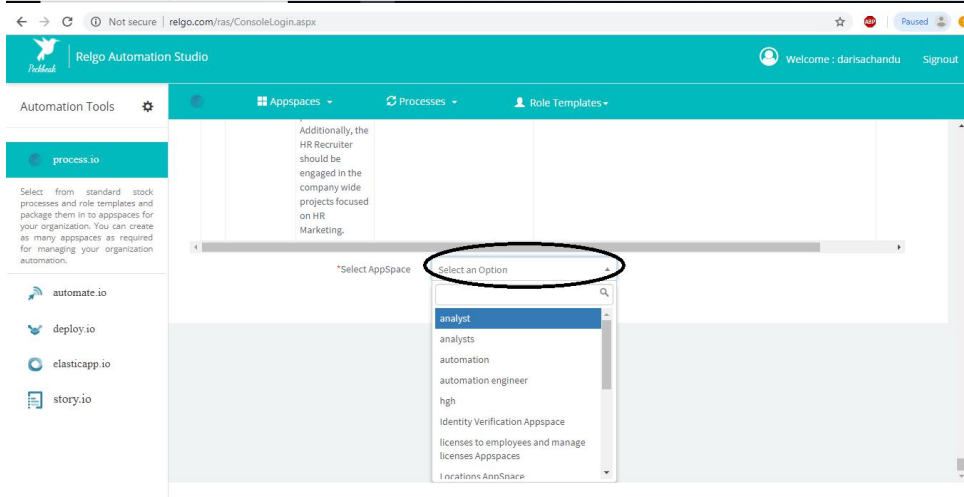 Not secure | relgo.com/ras/ConsoleLogin.aspx
ABP
Paused
Peckbeak
Relgo Automation Studio
Welcome : darisachandu
Signout
Automation Tools
Appspaces
Processes
Role Templates
process.io
Select from standard stock
processes and role templates and
package them in to appspaces for
your organization. You can create
as many appspaces as required
for managing your organization
automation.
automate.io
deploy.io
elasticapp.io
story.io
Additionally, the
HR Recruiter
should be
engaged in the
company wide
projects focused
on HR
Marketing.
*Select AppSpace
Select an Option
analyst
analysts
automation
automation engineer
hgh
Identity Verification Appspace
licenses to employees and manage
licenses Appspaces
Locations AppSpace